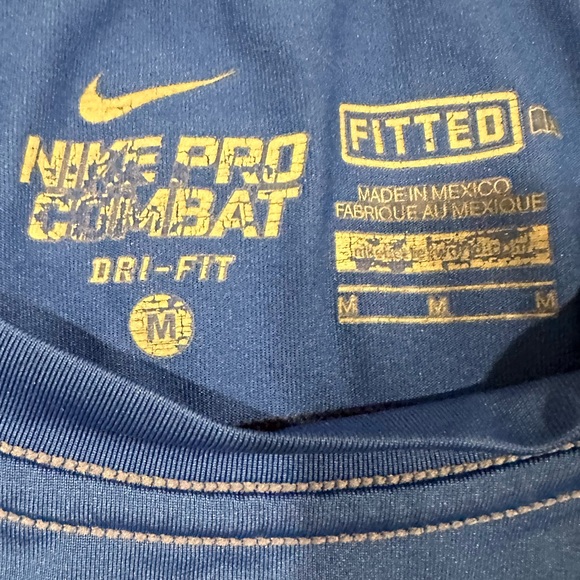 NIKE PRO
COMBAT
DRI-FIT
M
FITTED
MADE IN MEXICO
FABRIQUE AU MEXIQUE
M M M